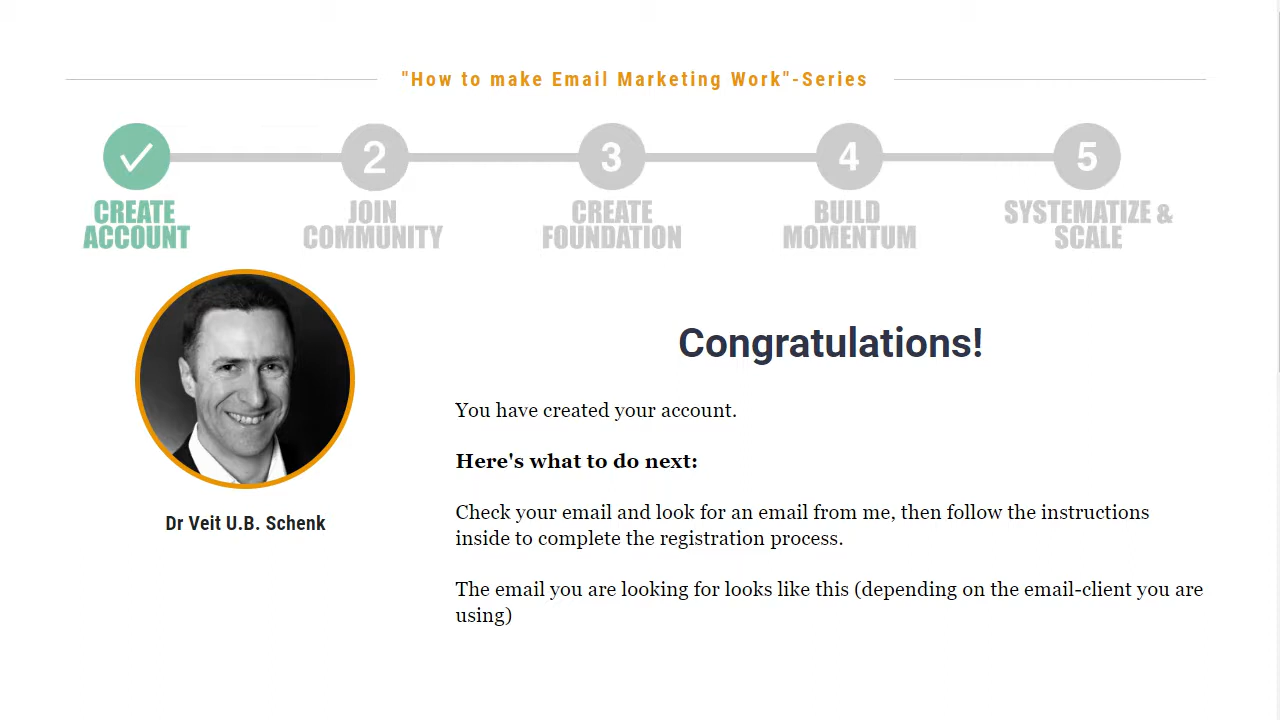 "How to make Email Marketing Work"-Series
2
3
4
5
CREATE
ACCOUNT
JOIN
COMMUNITY
CREATE
FOUNDATION
BUILD
MOMENTUM
SYSTEMATIZE &
SCALE
Dr Veit U.B. Schenk
Congratulations!
You have created your account.
Here's what to do next:
Check your email and look for an email from me, then follow the instructions
inside to complete the registration process.
The email you are looking for looks like this (depending on the email-client you are
using)